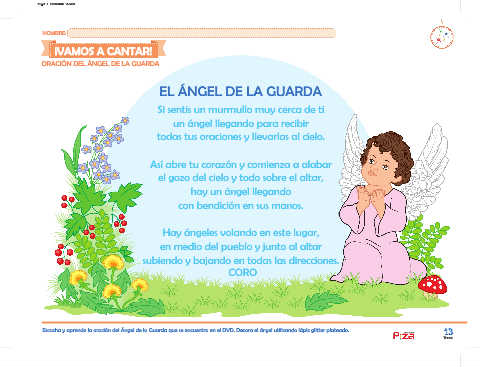 NOMBRE:
¡VAMOS A CANTAR!
ORACIÓN DEL ÁNGEL DE LA GUARDA
EL ÁNGEL DE LA GUARDA
Si sentís un murmullo muy cerca de ti
un ángel llegando para recibir
todas tus oraciones y llevarlas al cielo.
Así abre tu corazón y comienza a alabar
el gozo del cielo y todo sobre el altar,
hay un ángel llegando
con bendición en sus manos.
Hay ángeles volando en este lugar,
en medio del pueblo y junto al altar
subiendo y bajando en todas las direcciones.
CORO
Escucha y aprende la oración del Ángel de la Guarda que se encuentra en el DVD. Decora el ángel utilizando lápiz glitter plateado.
13